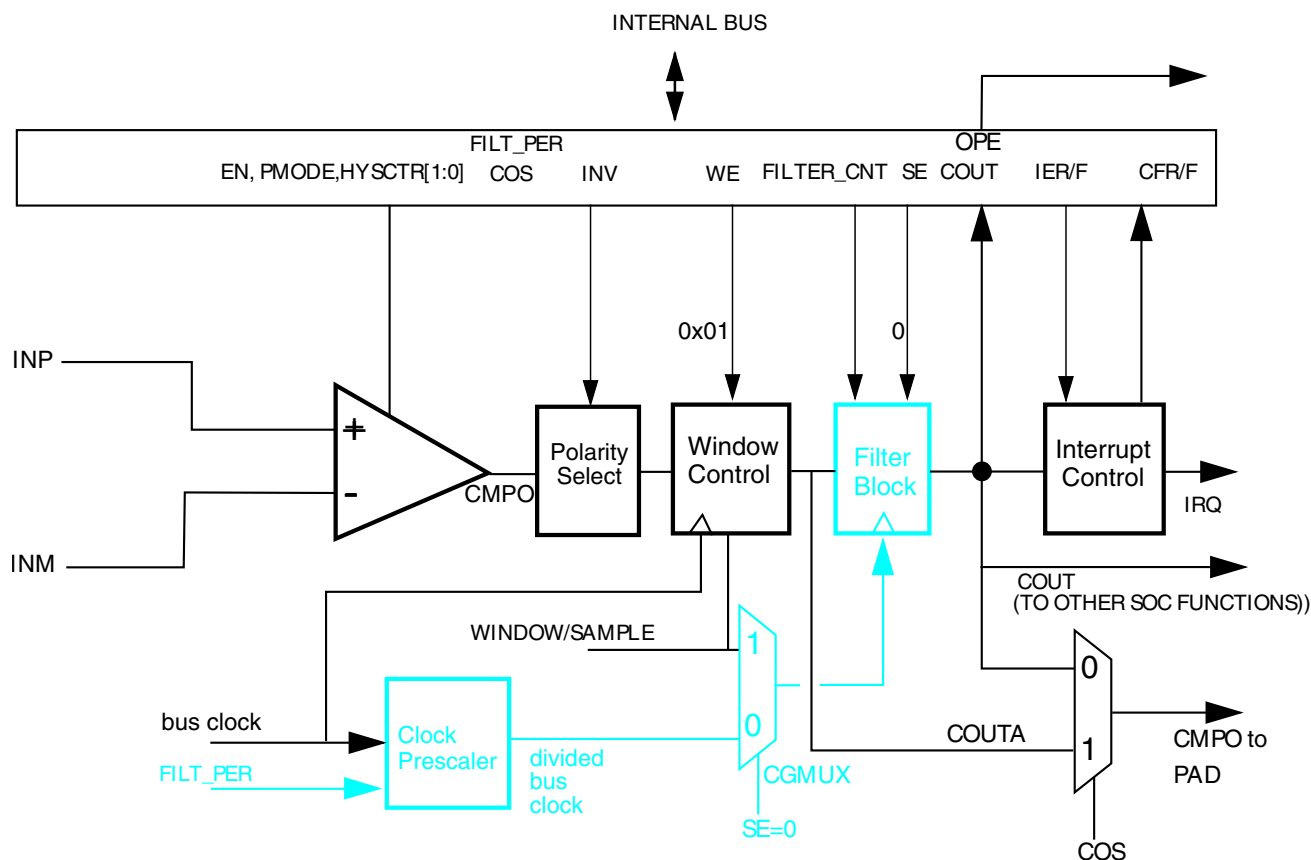 INTERNAL BUS
FILT_PER
OPE
EN, PMODE,HYSCTR[1:0]
COS
INV
WE
FILTER_CNT
SE
COUT
IER/F
CFR/F
0x01
0
INP
+
-
INM
CMPO
Polarity
Select
Window
Control
Filter
Block
Interrupt
Control
IRQ
COUT
(TO OTHER SOC FUNCTIONS))
WINDOW/SAMPLE
1
0
0
1
bus clock
FILT_PER
Clock
Prescaler
divided
bus
clock
CGMUX
SE=0
COUTA
CMPO to
PAD
COS